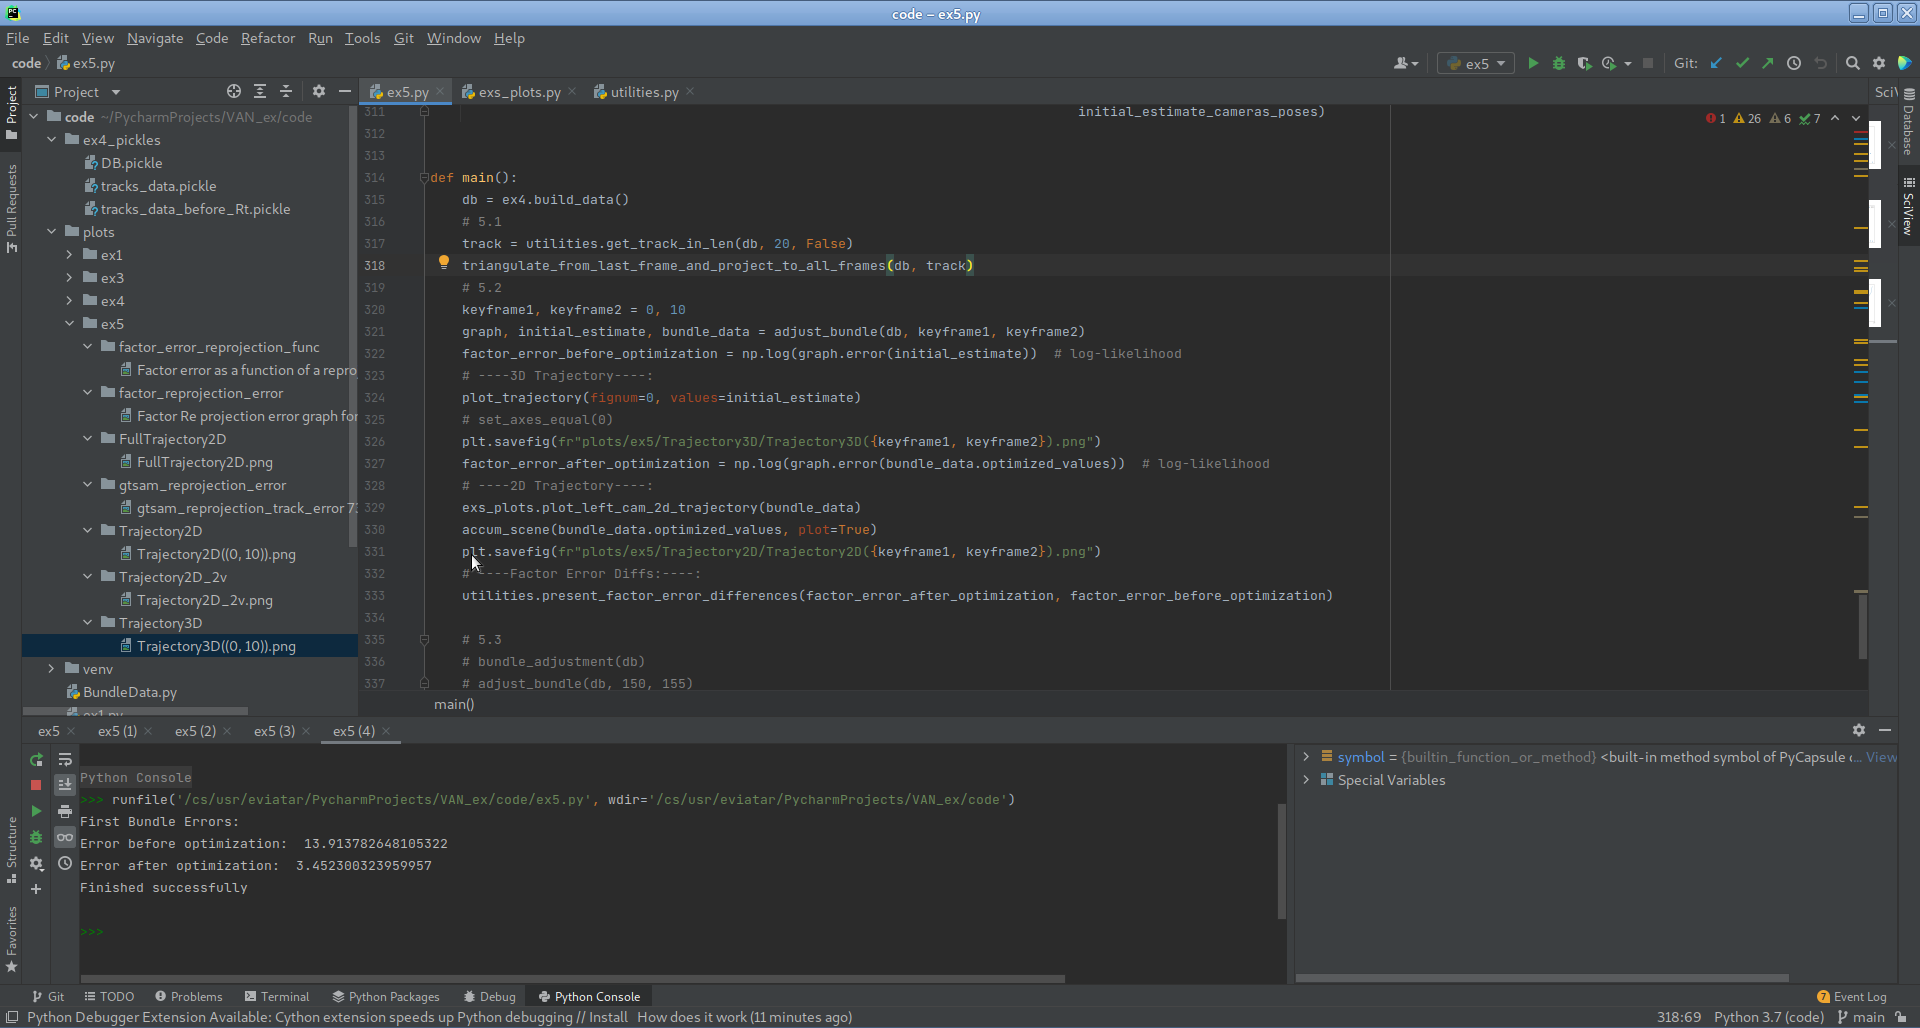 code – ex5.py
File Edit View Navigate Code Refactor Run Tools Git Window Help
code ex5.py
ex5 Git:
Project
ex5.py exs_plots.py utilities.py
SciV
Project
Pull Requests
Structure
Favorites
Database
SciView
code ~/PycharmProjects/VAN_ex/code
ex4_pickles
DB.pickle
tracks_data.pickle
tracks_data_before_Rt.pickle
plots
ex1
ex3
ex4
ex5
factor_error_reprojection_func
Factor error as a function of a repro
factor_reprojection_error
Factor Re projection error graph for
FullTrajectory2D
FullTrajectory2D.png
gtsam_reprojection_error
gtsam_reprojection_track_error 7
Trajectory2D
Trajectory2D((0, 10)).png
Trajectory2D_2v
Trajectory2D_2v.png
Trajectory3D
Trajectory3D((0, 10)).png
venv
BundleData.py
ex1.py
1 26 6 7
311 initial_estimate_cameras_poses)
312
313
314 def main():
315 db = ex4.build_data()
316 # 5.1
317 track = utilities.get_track_in_len(db, 20, False)
318 triangulate_from_last_frame_and_project_to_all_frames(db, track)
319 # 5.2
320 keyframe1, keyframe2 = 0, 10
321 graph, initial_estimate, bundle_data = adjust_bundle(db, keyframe1, keyframe2)
322 factor_error_before_optimization = np.log(graph.error(initial_estimate)) # log-likelihood
323 # ----3D Trajectory----:
324 plot_trajectory(fignum=0, values=initial_estimate)
325 # set_axes_equal(0)
326 plt.savefig(fr"plots/ex5/Trajectory3D/Trajectory3D({keyframe1, keyframe2}).png")
327 factor_error_after_optimization = np.log(graph.error(bundle_data.optimized_values)) # log-likelihood
328 # ----2D Trajectory----:
329 exs_plots.plot_left_cam_2d_trajectory(bundle_data)
330 accum_scene(bundle_data.optimized_values, plot=True)
331 plt.savefig(fr"plots/ex5/Trajectory2D/Trajectory2D({keyframe1, keyframe2}).png")
332 # ----Factor Error Diffs:----:
333 utilities.present_factor_error_differences(factor_error_after_optimization, factor_error_before_optimization)
334
335 # 5.3
336 # bundle_adjustment(db)
337 # adjust_bundle(db, 150, 155)
main()
ex5 ex5 (1) ex5 (2) ex5 (3) ex5 (4)
Python Console
>>> runfile('/cs/usr/eviatar/PycharmProjects/VAN_ex/code/ex5.py', wdir='/cs/usr/eviatar/PycharmProjects/VAN_ex/code')
First Bundle Errors:
Error before optimization:  13.913782648105322
Error after optimization:  3.452300323959957
Finished successfully
>>>
symbol = {builtin_function_or_method} <built-in method symbol of PyCapsule c... View
Special Variables
Git TODO Problems Terminal Python Packages Debug Python Console 7 Event Log
Python Debugger Extension Available: Cython extension speeds up Python debugging // Install How does it work (11 minutes ago) 318:69 Python 3.7 (code) main